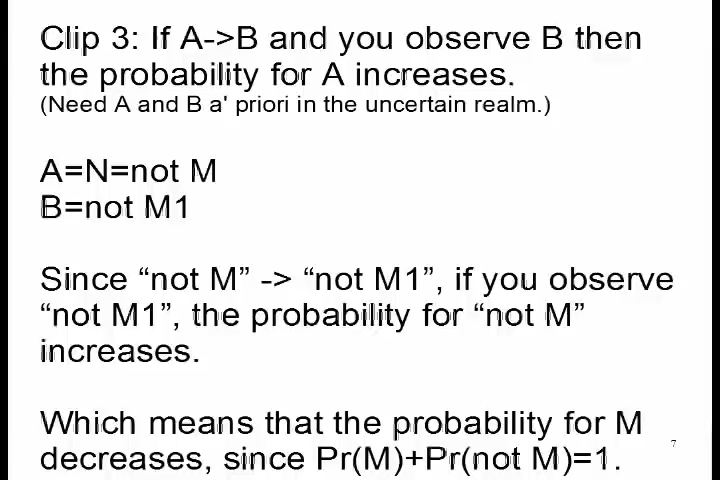 Clip 3: If A->B and you observe B then
the probability for A increases.
(Need A and B a' priori in the uncertain realm.)
A=N=not M
B=not M1
Since “not M” -> “not M1”, if you observe
“not M1”, the probability for “not M”
increases.
Which means that the probability for M
decreases, since Pr(M)+Pr(not M)=1.
7